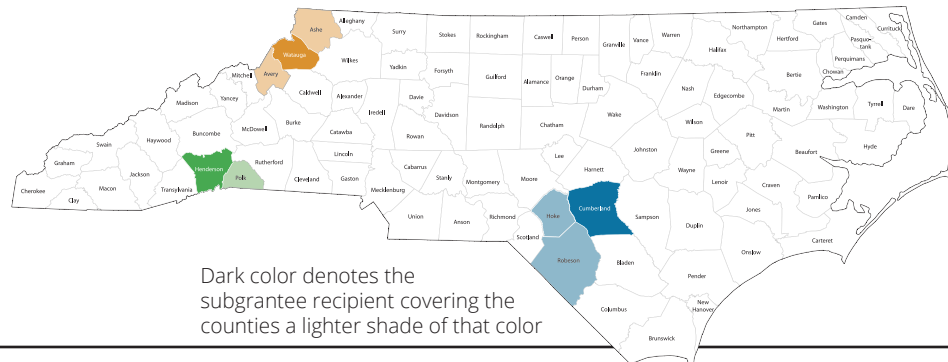 Ashe
Alleghany
Surry
Stokes
Rockingham
Caswell
Person
Granville
Vance
Warren
Northampton
Gates
Camden
Currituck
Hertford
Pasquo-
tank
Halifax
Perquimans
Watauga
Wilkes
Yadkin
Forsyth
Guilford
Alamance
Orange
Durham
Franklin
Nash
Bertie
Chowan
Mitchell
Avery
Caldwell
Alexander
Iredell
Davie
Davidson
Randolph
Chatham
Wake
Edgecombe
Martin
Washington
Tyrrell
Dare
Madison
Yancey
Burke
McDowell
Catawba
Rowan
Wilson
Pitt
Beaufort
Hyde
Swain
Haywood
Buncombe
Rutherford
Lincoln
Cabarrus
Lee
Harnett
Johnston
Greene
Graham
Henderson
Polk
Cleveland
Gaston
Mecklenburg
Stanly
Montgomery
Moore
Wayne
Lenoir
Craven
Pamlico
Cherokee
Clay
Macon
Jackson
Transylvania
Union
Anson
Richmond
Scotland
Hoke
Cumberland
Sampson
Duplin
Jones
Carteret
Onslow
Robeson
Bladen
Pender
New
Hanover
Columbus
Brunswick
Dark color denotes the
subgrantee recipient covering the
counties a lighter shade of that color